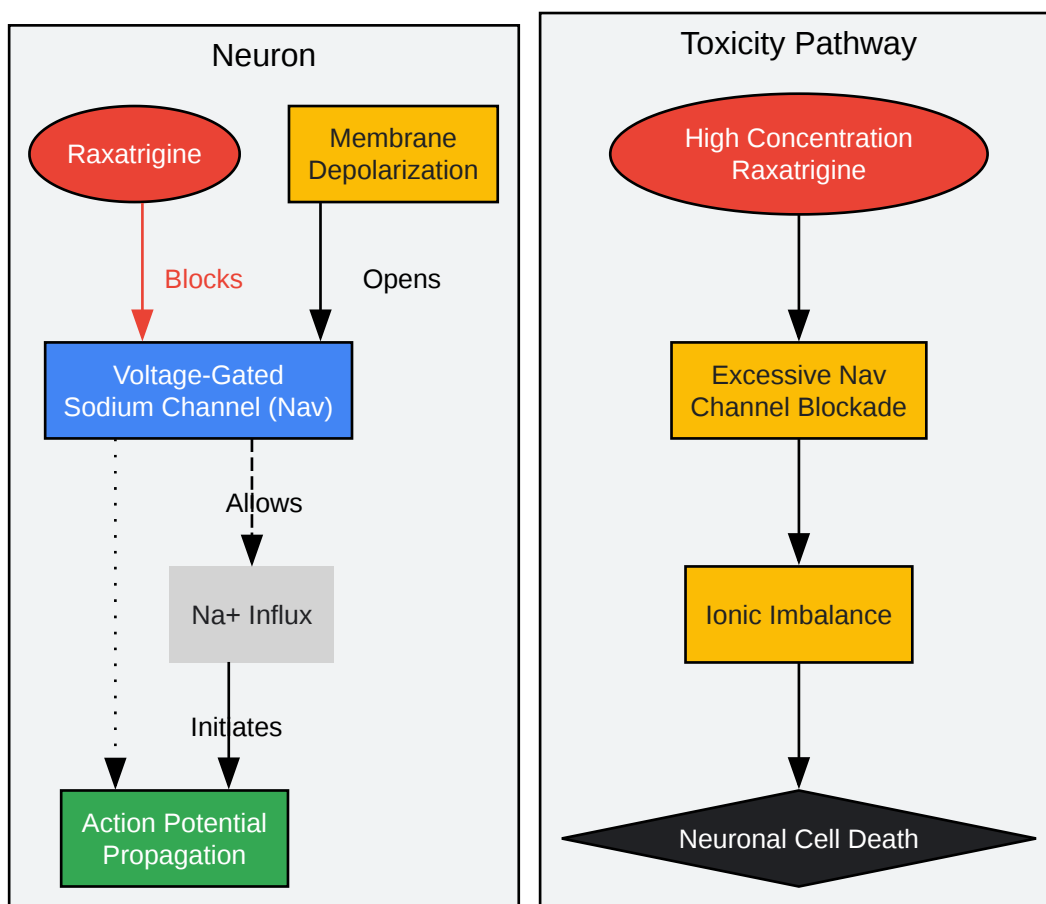 Neuron
Raxatrigine
Membrane
Depolarization
Blocks
Opens
Voltage-Gated
Sodium Channel (Nav)
Allows
Na+ Influx
Initiates
Action Potential
Propagation
Toxicity Pathway
High Concentration
Raxatrigine
Excessive Nav
Channel Blockade
Ionic Imbalance
Neuronal Cell Death